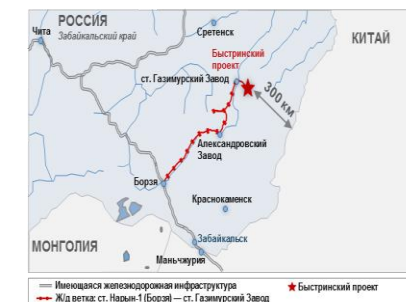 РОССИЯ
Забайкальский край
Чита
Сретенск
КИТАЙ
Быстринский
проект
ст. Газимурский Завод
300 км
Александровский
Завод
Борзя
Краснокаменск
МОНГОЛИЯ
Забайкальск
Маньчжурия
Имеющаяся железнодорожная инфраструктура
Быстринский проект
Ж/д ветка: ст. Нарын-1 (Борзя) — ст. Газимурский Завод